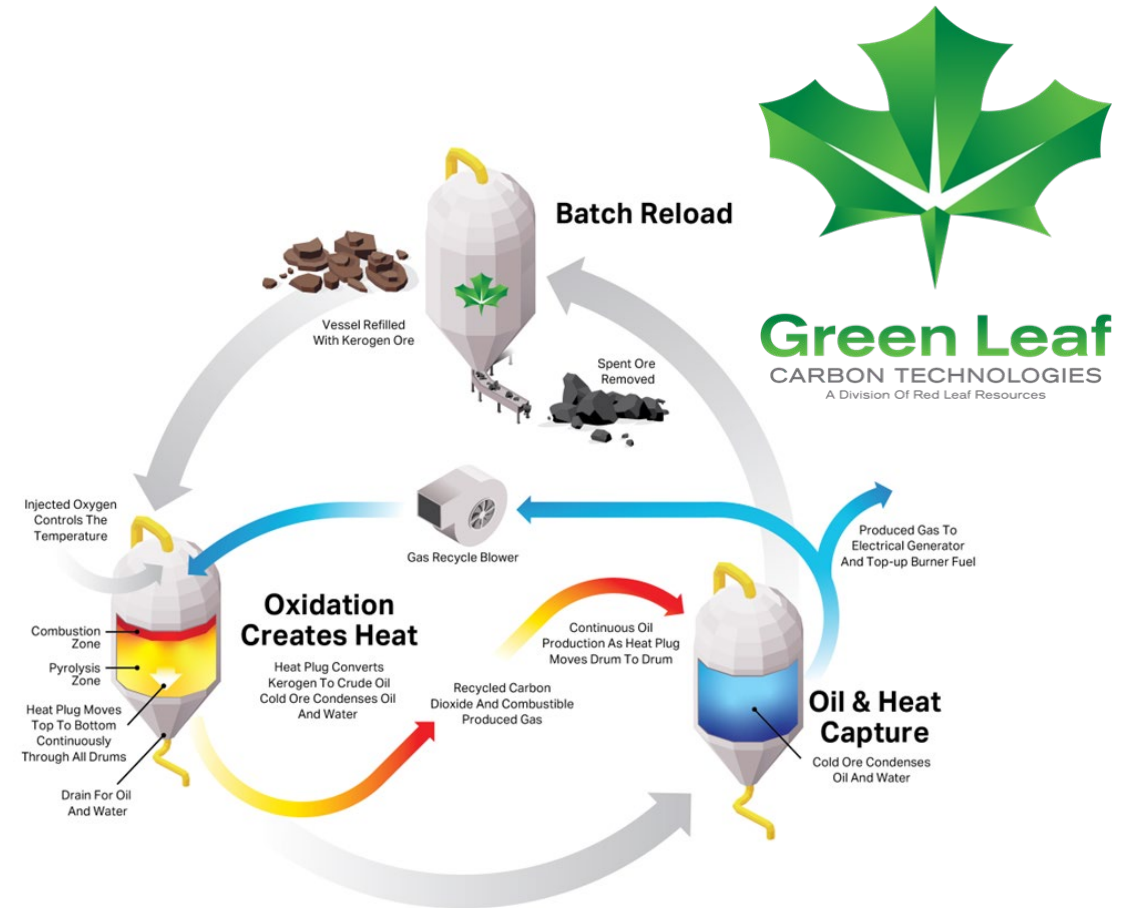 Green Leaf
CARBON TECHNOLOGIES
A Division Of Red Leaf Resources
Batch Reload
Vessel Refilled
With Kerogen Ore
Spent Ore
Removed
Injected Oxygen
Controls The
Temperature
Gas Recycle Blower
Produced Gas To
Electrical Generator
And Top-up Burner Fuel
Combustion
Zone
Pyrolysis
Zone
Heat Plug Moves
Top To Bottom
Continuously
Through All Drums
Drain For Oil
And Water
Oxidation
Creates Heat
Heat Plug Converts
Kerogen To Crude Oil
Cold Ore Condenses Oil
And Water
Continuous Oil
Production As Heat Plug
Moves Drum To Drum
Recycled Carbon
Dioxide And Combustible
Produced Gas
Oil & Heat
Capture
Cold Ore Condenses
Oil And Water